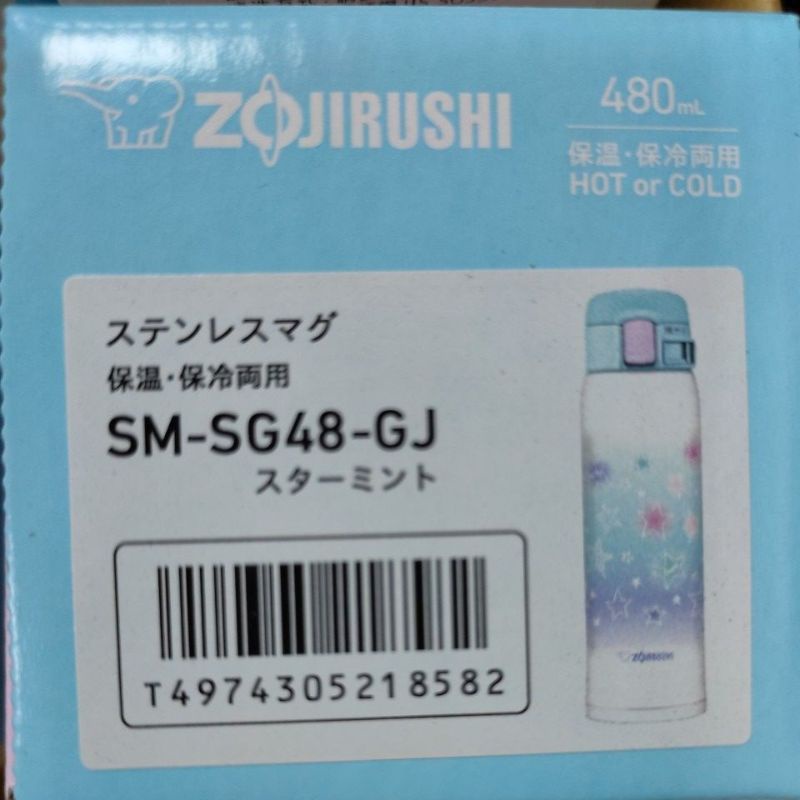 ZOJIRUSHI
480mL
保温・保冷両用
HOT or COLD
ステンレスマグ
保温・保冷両用
SM-SG48-GJ
スターミント
T4974305218582
ZOJIRUSHI